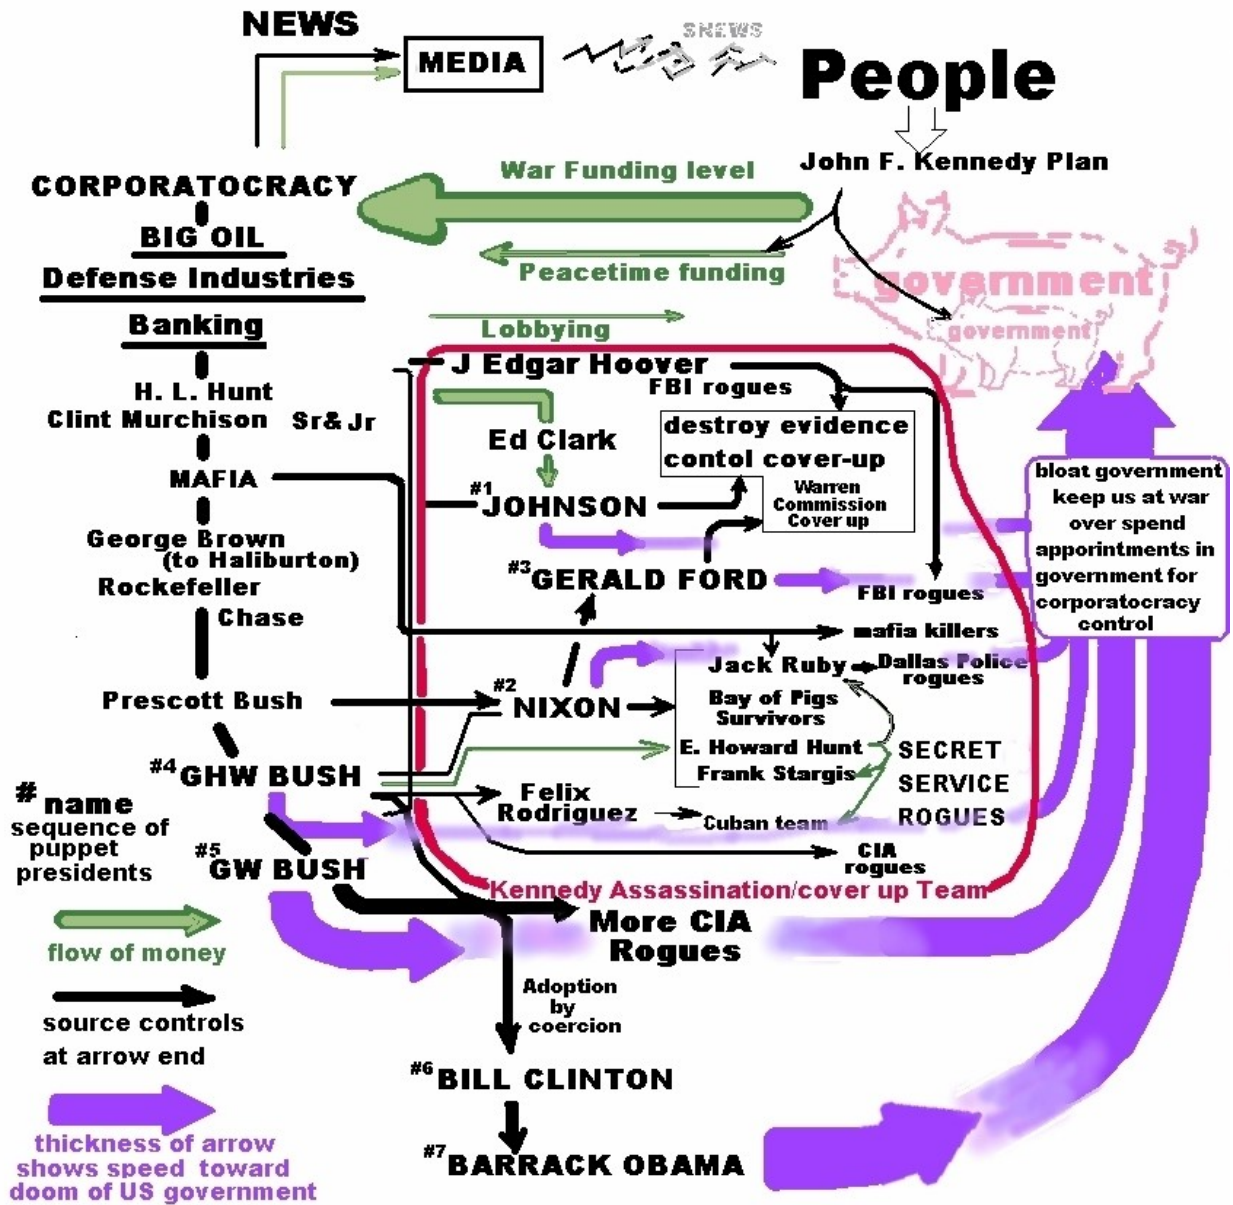 NEWS
MEDIA
SNEWS
People
John F. Kennedy Plan
War Funding level
CORPORATOCRACY
BIG OIL
Defense Industries
Banking
Peacetime funding
government
government
Lobbying
H. L. Hunt
Clint Murchison Sr& Jr
MAFIA
George Brown
(to Haliburton)
Rockefeller
Chase
Prescott Bush
#4 GHW BUSH
#5 GW BUSH
J Edgar Hoover
FBI rogues
Ed Clark
destroy evidence
contol cover-up
Warren
Commission
Cover up
#1 JOHNSON
#3 GERALD FORD
FBI rogues
mafia killers
Jack Ruby
Dallas Police
rogues
#2 NIXON
Bay of Pigs
Survivors
E. Howard Hunt
Frank Stargis
SECRET
SERVICE
ROGUES
Felix
Rodriguez
Cuban team
CIA
rogues
Kennedy Assassination/cover up Team
More CIA
Rogues
bloat government
keep us at war
over spend
apporintments in
government for
corporatocracy
control
Adoption
by
coercion
#6 BILL CLINTON
#7 BARRACK OBAMA
# name
sequence of
puppet
presidents
flow of money
source controls
at arrow end
thickness of arrow
shows speed toward
doom of US government